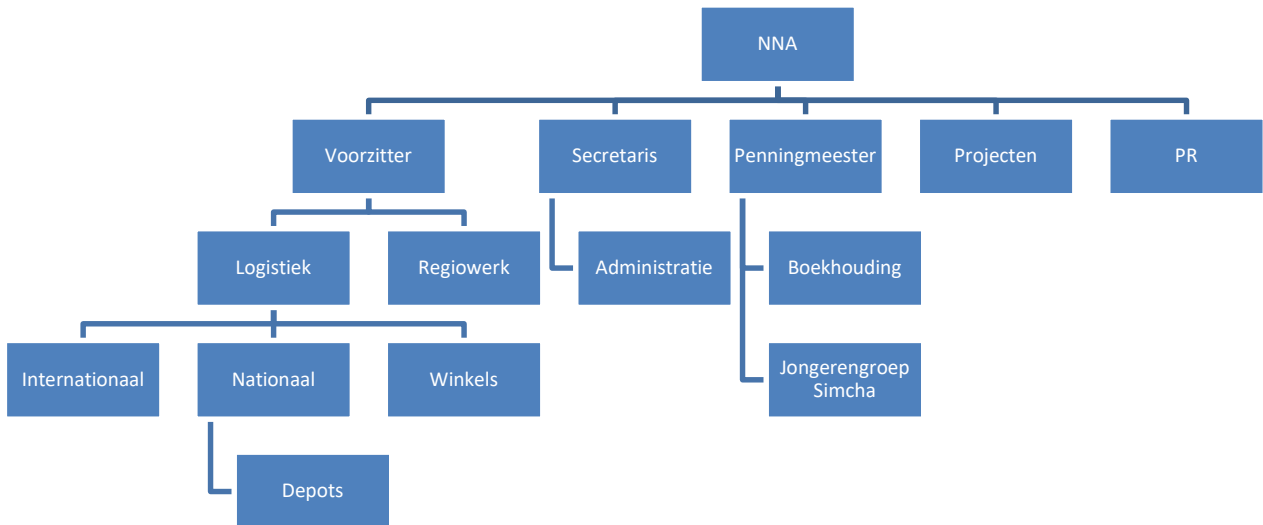 NNA
Voorzitter
Secretaris
Penningmeester
Projecten
PR
Logistiek
Regiowerk
Administratie
Boekhouding
Internationaal
Nationaal
Winkels
Jongerengroep
Simcha
Depots